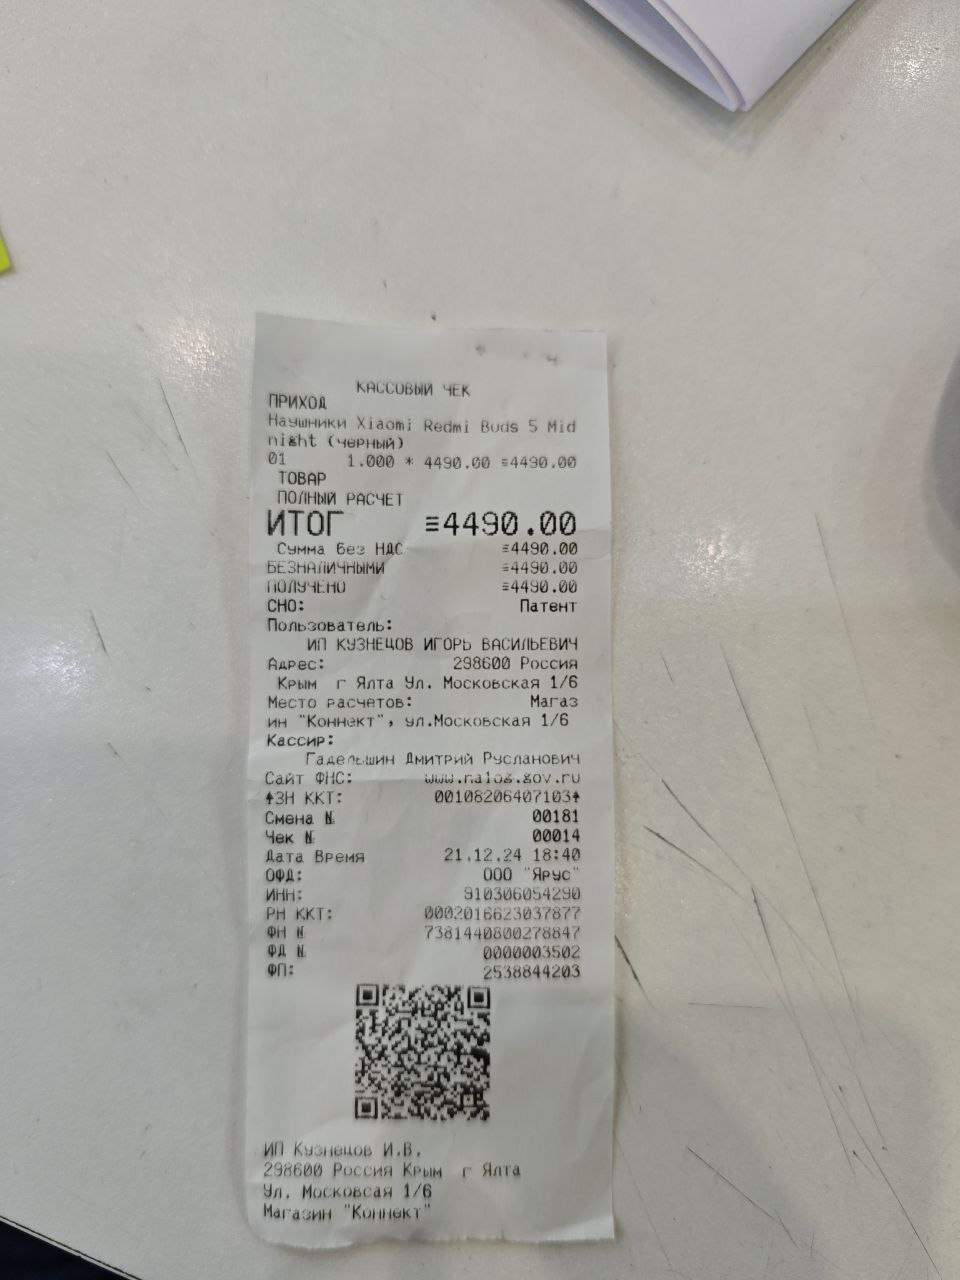 КАССОВЫЙ ЧЕК
ПРИХОД
Наушники Xiaomi Redmi Buds 5 Mid
night (черный)
01 1.000 * 4490.00 ≡4490.00
ТОВАР
ПОЛНЫЙ РАСЧЕТ
ИТОГ ≡4490.00
Сумма без НДС ≡4490.00
БЕЗНАЛИЧНЫМИ ≡4490.00
ПОЛУЧЕНО ≡4490.00
СНО: Патент
Пользователь:
ИП КУЗНЕЦОВ ИГОРЬ ВАСИЛЬЕВИЧ
Адрес: 298600 Россия
Крым г Ялта Ул. Московская 1/6
Место расчетов: Магаз
ин "Коннект", ул.Московская 1/6
Кассир:
Гадельшин Дмитрий Русланович
Сайт ФНС: www.nalog.gov.ru
ЗН ККТ: 00108206407103
Смена № 00181
Чек № 00014
Дата Время 21.12.24 18:40
ОФД: ООО "Ярус"
ИНН: 910306054290
РН ККТ: 0002016623037877
ФН № 7381440800278847
ФД № 0000003502
ФП: 2538844203
ИП Кузнецов И.В.
298600 Россия Крым г Ялта
Ул. Московсая 1/6
Магазин "Коннект"